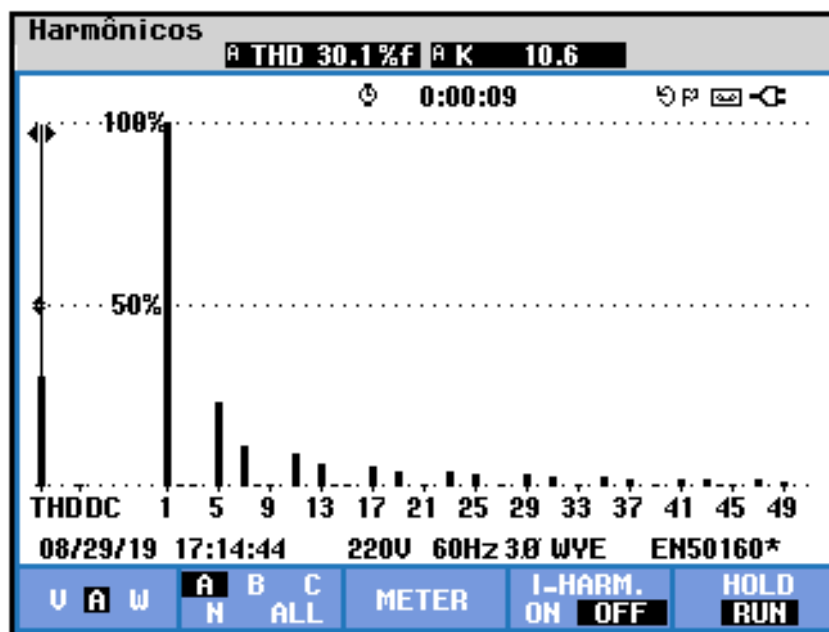 Harmônicos
A THD 30.1%f A K 10.6
0:00:09
100%
50%
THD DC 1 5 9 13 17 21 25 29 33 37 41 45 49
08/29/19 17:14:44 220V 60Hz 3Ø WYE EN50160*
V A W A B C N ALL METER I-HARM. ON OFF HOLD RUN